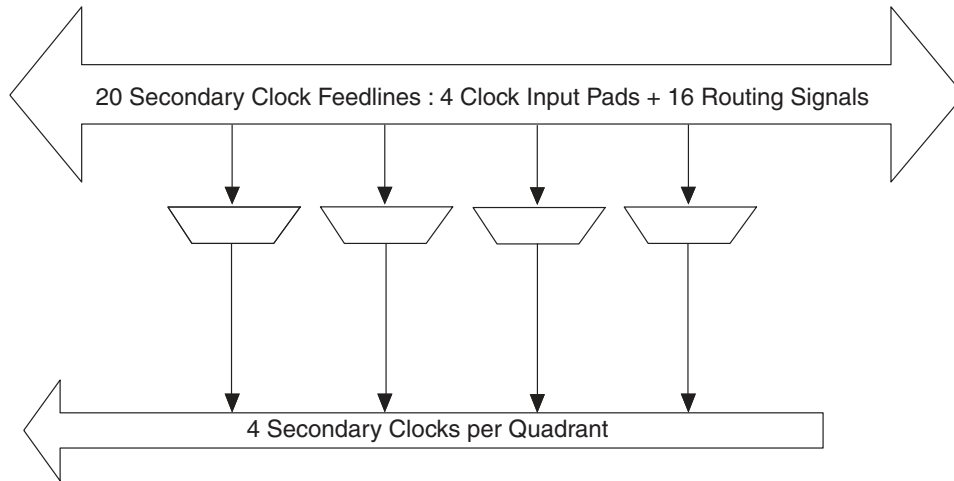 20 Secondary Clock Feedlines : 4 Clock Input Pads + 16 Routing Signals
4 Secondary Clocks per Quadrant